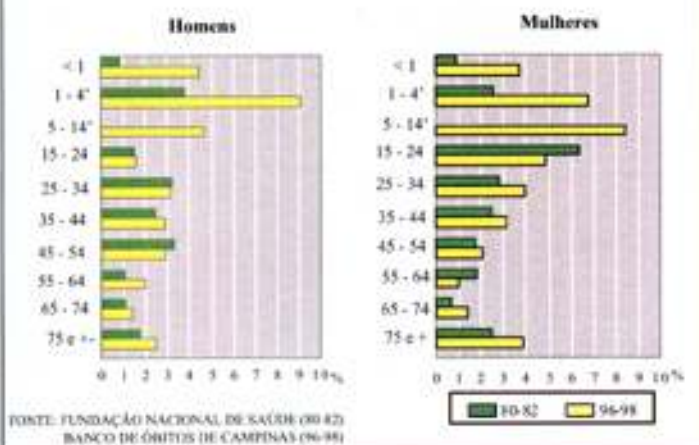 Homens
< 1
1 - 4'
5 - 14'
15 - 24
25 - 34
35 - 44
45 - 54
55 - 64
65 - 74
75 e +-
0 1 2 3 4 5 6 7 8 9 10 %
Mulheres
< 1
1 - 4'
5 - 14'
15 - 24
25 - 34
35 - 44
45 - 54
55 - 64
65 - 74
75 e +
0 1 2 3 4 5 6 7 8 9 10 %
80-82 96-98
FONTE: FUNDAÇÃO NACIONAL DE SAÚDE (80-82)
BANCO DE ÓBITOS DE CAMPINAS (96-98)